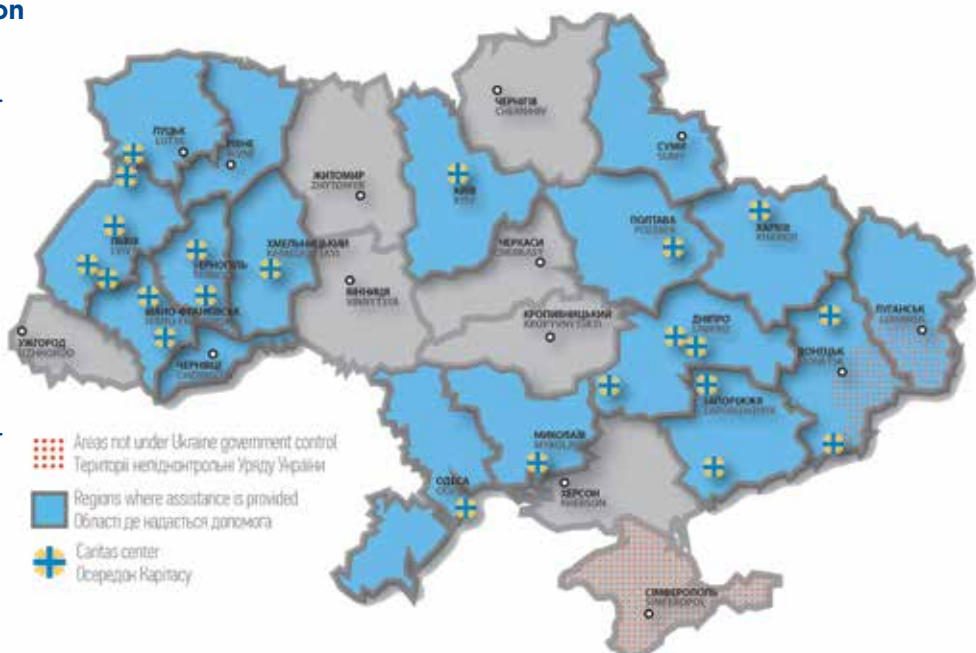 on
ЧЕРНІГІВ
CHERNIHIV
ЛУЦЬК
LUTSK
РІВНЕ
RIVNE
СУМИ
SUMY
ЖИТОМИР
ZHYTOMYR
КИЇВ
KYIV
ПОЛТАВА
POLTAVA
ХАРКІВ
KHARKIV
ЛЬВІВ
LVIV
ТЕРНОПІЛЬ
ХМЕЛЬНИЦЬКИЙ
ЧЕРКАСИ
CHERKASY
ВІННИЦЯ
VINNYTSYA
ІВАНО-ФРАНКІВСЬК
КРОПИВНИЦЬКИЙ
KROPYVNYTSKYI
ДНІПРО
DNIPRO
ЛУГАНСЬК
LUHANSK
УЖГОРОД
UZHHOROD
ЧЕРНІВЦІ
ДОНЕЦЬК
DONETSK
ЗАПОРІЖЖЯ
МИКОЛАЇВ
MYKOLAIV
ОДЕСА
ХЕРСОН
KHERSON
СІМФЕРОПОЛЬ
SIMFEROPOL
Areas not under Ukraine government control
Території непідконтрольні Уряду України
Regions where assistance is provided
Області де надається допомога
Caritas center
Осередок Карітасу